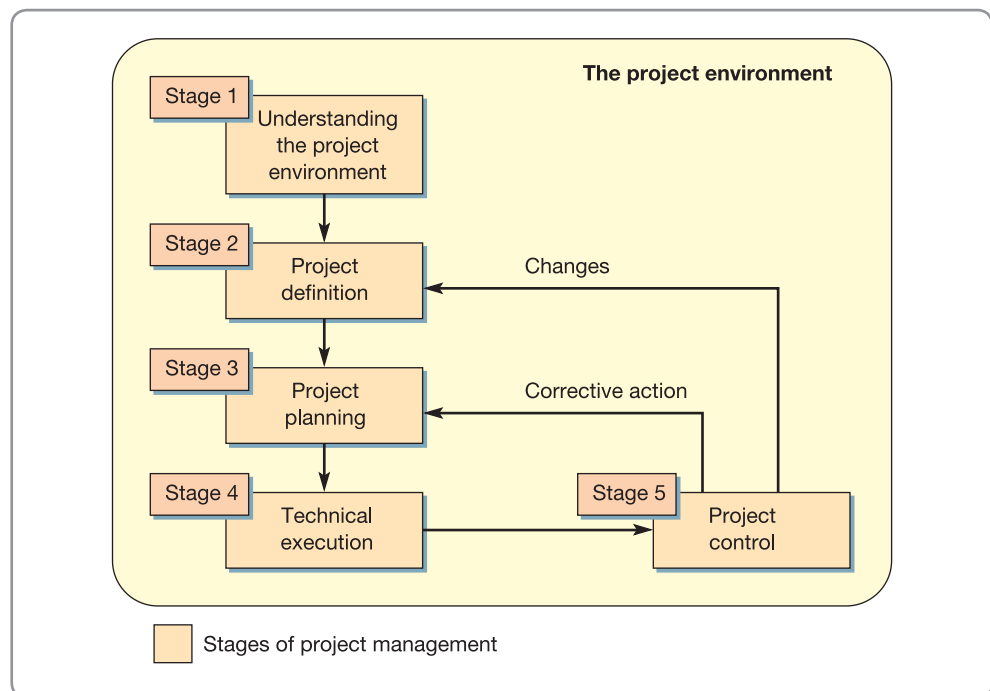 The project environment
Stage 1
Understanding
the project
environment
Stage 2
Project
definition
Changes
Stage 3
Project
planning
Corrective action
Stage 4
Technical
execution
Stage 5
Project
control
Stages of project management